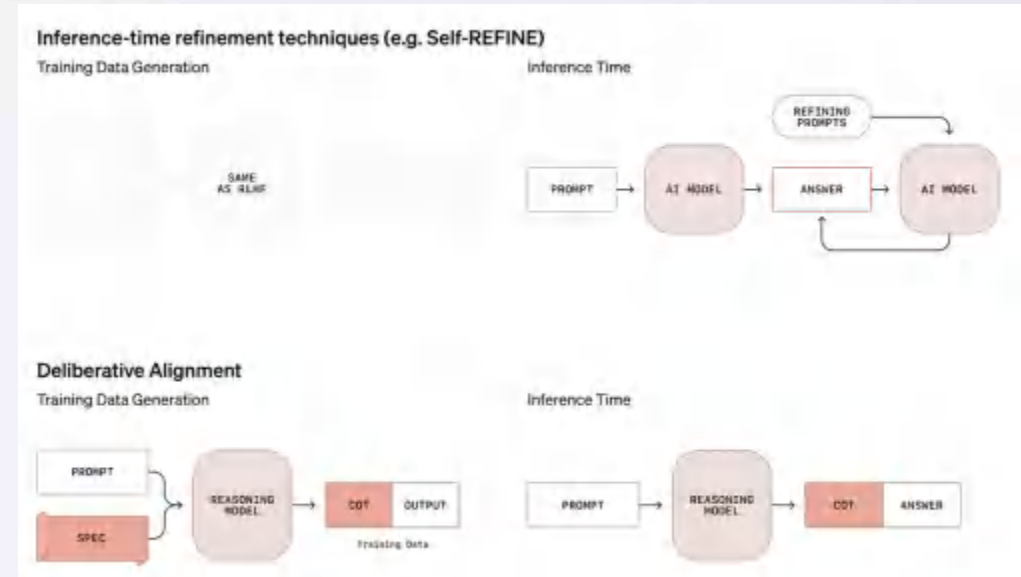 Inference-time refinement techniques (e.g. Self-REFINE)
Training Data Generation
Inference Time
SAME
AS RLHF
REFINING
PROMPTS
PROMPT
AI MODEL
ANSWER
AI MODEL
Deliberative Alignment
Training Data Generation
Inference Time
PROMPT
SPEC
REASONING
MODEL
COT
OUTPUT
Training Data
PROMPT
REASONING
MODEL
COT
ANSWER